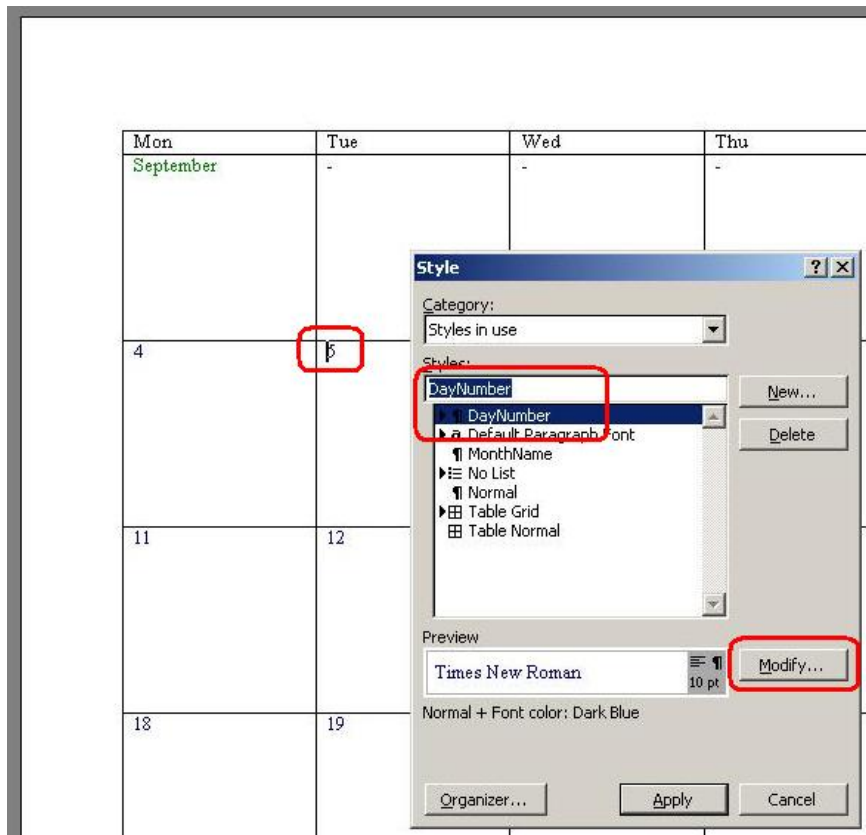 Mon Tue Wed Thu
September - - -
4 5
11 12
18 19
Style
?
Category:
Styles in use
Styles:
DayNumber
¶ DayNumber
a Default Paragraph Font
¶ MonthName
No List
¶ Normal
Table Grid
Table Normal
New...
Delete
Preview
Times New Roman
¶
10 pt
Modify...
Normal + Font color: Dark Blue
Organizer...
Apply
Cancel